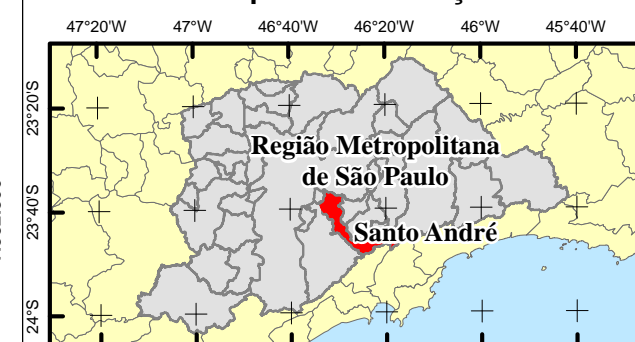 47°20'W 47°W 46°40'W 46°20'W 46°W 45°40'W
23°20'S
Região Metropolitana
de São Paulo
23°40'S
Santo André
24°S